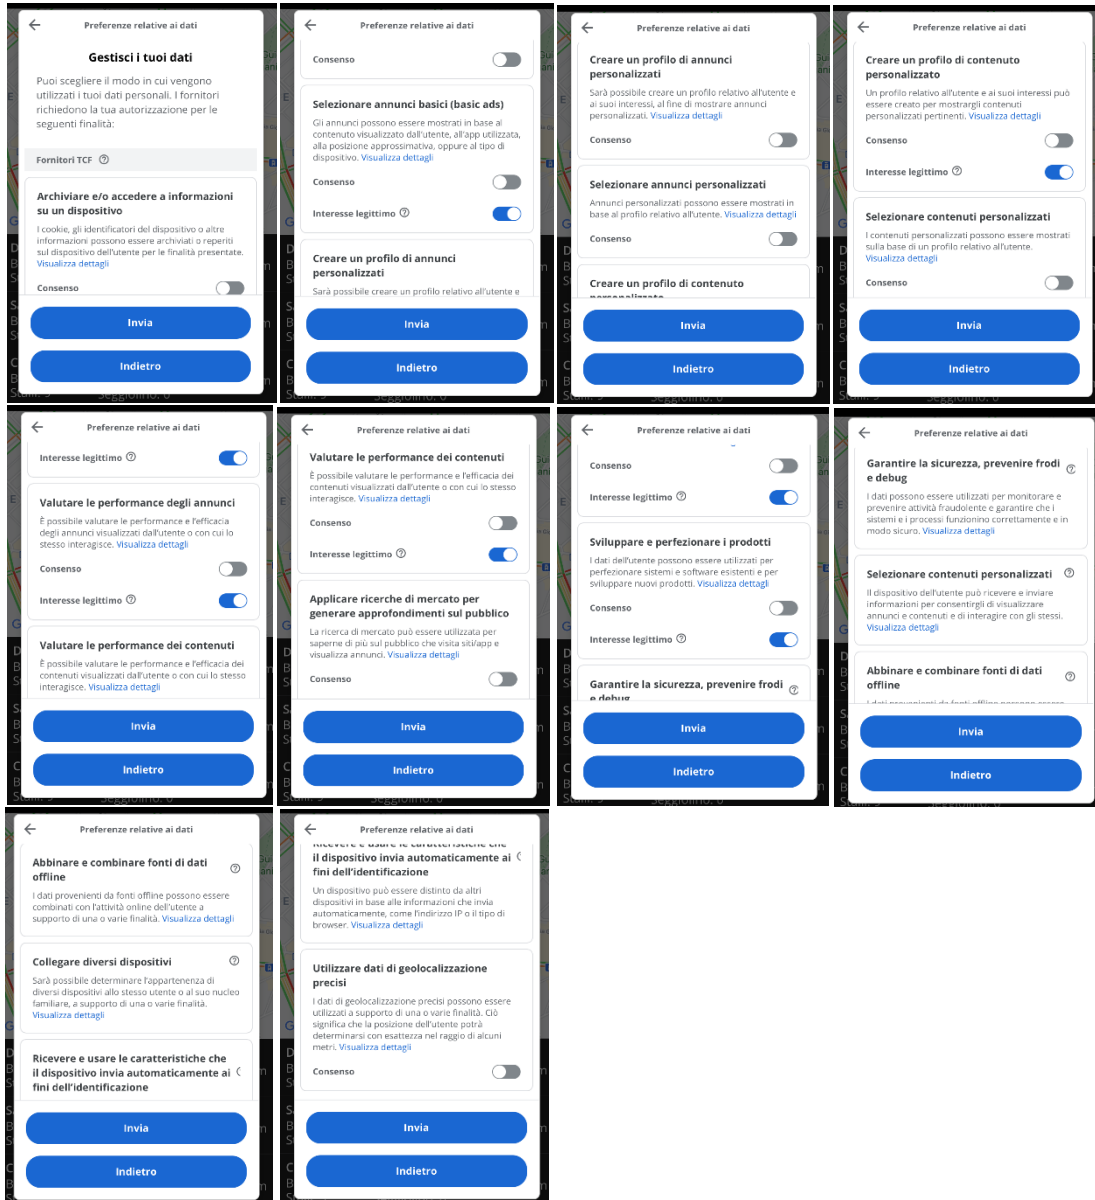 Preferenze relative ai dati
Gestisci i tuoi dati
Puoi scegliere il modo in cui vengono
utilizzati i tuoi dati personali. I fornitori
richiedono la tua autorizzazione per le
seguenti finalità:
Fornitori TCF
Archiviare e/o accedere a informazioni
su un dispositivo
I cookie, gli identificatori del dispositivo o altre
informazioni possono essere archiviati o reperiti
sul dispositivo dell'utente per le finalità presentate.
Visualizza dettagli
Consenso
Invia
Indietro
Preferenze relative ai dati
Consenso
Selezionare annunci basici (basic ads)
Gli annunci possono essere mostrati in base al
contenuto visualizzato dall'utente, all'app utilizzata,
alla posizione approssimativa, oppure al tipo di
dispositivo. Visualizza dettagli
Consenso
Interesse legittimo
Creare un profilo di annunci
personalizzati
Sarà possibile creare un profilo relativo all'utente e
Invia
Indietro
Preferenze relative ai dati
Creare un profilo di annunci
personalizzati
Sarà possibile creare un profilo relativo all'utente e
ai suoi interessi, al fine di mostrare annunci
personalizzati. Visualizza dettagli
Consenso
Selezionare annunci personalizzati
Annunci personalizzati possono essere mostrati in
base al profilo relativo all'utente. Visualizza dettagli
Consenso
Creare un profilo di contenuto
personalizzato
Invia
Indietro
Preferenze relative ai dati
Creare un profilo di contenuto
personalizzato
Un profilo relativo all'utente e ai suoi interessi può
essere creato per mostrargli contenuti
personalizzati pertinenti. Visualizza dettagli
Consenso
Interesse legittimo
Selezionare contenuti personalizzati
I contenuti personalizzati possono essere mostrati
sulla base di un profilo relativo all'utente.
Visualizza dettagli
Consenso
Invia
Indietro
Preferenze relative ai dati
Interesse legittimo
Valutare le performance degli annunci
È possibile valutare le performance e l'efficacia
degli annunci visualizzati dall'utente o con cui lo
stesso interagisce. Visualizza dettagli
Consenso
Interesse legittimo
Valutare le performance dei contenuti
È possibile valutare le performance e l'efficacia dei
contenuti visualizzati dall'utente o con cui lo stesso
interagisce. Visualizza dettagli
Invia
Indietro
Preferenze relative ai dati
Valutare le performance dei contenuti
È possibile valutare le performance e l'efficacia dei
contenuti visualizzati dall'utente o con cui lo stesso
interagisce. Visualizza dettagli
Consenso
Interesse legittimo
Applicare ricerche di mercato per
generare approfondimenti sul pubblico
La ricerca di mercato può essere utilizzata per
saperne di più sul pubblico che visita siti/app e
visualizza annunci. Visualizza dettagli
Consenso
Invia
Indietro
Preferenze relative ai dati
Consenso
Interesse legittimo
Sviluppare e perfezionare i prodotti
I dati dell'utente possono essere utilizzati per
perfezionare sistemi e software esistenti e per
sviluppare nuovi prodotti. Visualizza dettagli
Consenso
Interesse legittimo
Garantire la sicurezza, prevenire frodi
e debug
Invia
Indietro
Preferenze relative ai dati
Garantire la sicurezza, prevenire frodi
e debug
I dati possono essere utilizzati per monitorare e
prevenire attività fraudolente e garantire che i
sistemi e i processi funzionino correttamente e in
modo sicuro. Visualizza dettagli
Selezionare contenuti personalizzati
Il dispositivo dell'utente può ricevere e inviare
informazioni per consentirgli di visualizzare
annunci e contenuti e di interagire con gli stessi.
Visualizza dettagli
Abbinare e combinare fonti di dati
offline
I dati provenienti da fonti offline possono essere
Invia
Indietro
Preferenze relative ai dati
Abbinare e combinare fonti di dati
offline
I dati provenienti da fonti offline possono essere
combinati con l'attività online dell'utente a
supporto di una o varie finalità. Visualizza dettagli
Collegare diversi dispositivi
Sarà possibile determinare l'appartenenza di
diversi dispositivi allo stesso utente o al suo nucleo
familiare, a supporto di una o varie finalità.
Visualizza dettagli
Ricevere e usare le caratteristiche che
il dispositivo invia automaticamente ai
fini dell'identificazione
Invia
Indietro
Preferenze relative ai dati
Ricevere e usare le caratteristiche che
il dispositivo invia automaticamente ai
fini dell'identificazione
Un dispositivo può essere distinto da altri
dispositivi in base alle informazioni che invia
automaticamente, come l'indirizzo IP o il tipo di
browser. Visualizza dettagli
Utilizzare dati di geolocalizzazione
precisi
I dati di geolocalizzazione precisi possono essere
utilizzati a supporto di una o varie finalità. Ciò
significa che la posizione dell'utente potrà
determinarsi con esattezza nel raggio di alcuni
metri. Visualizza dettagli
Consenso
Invia
Indietro